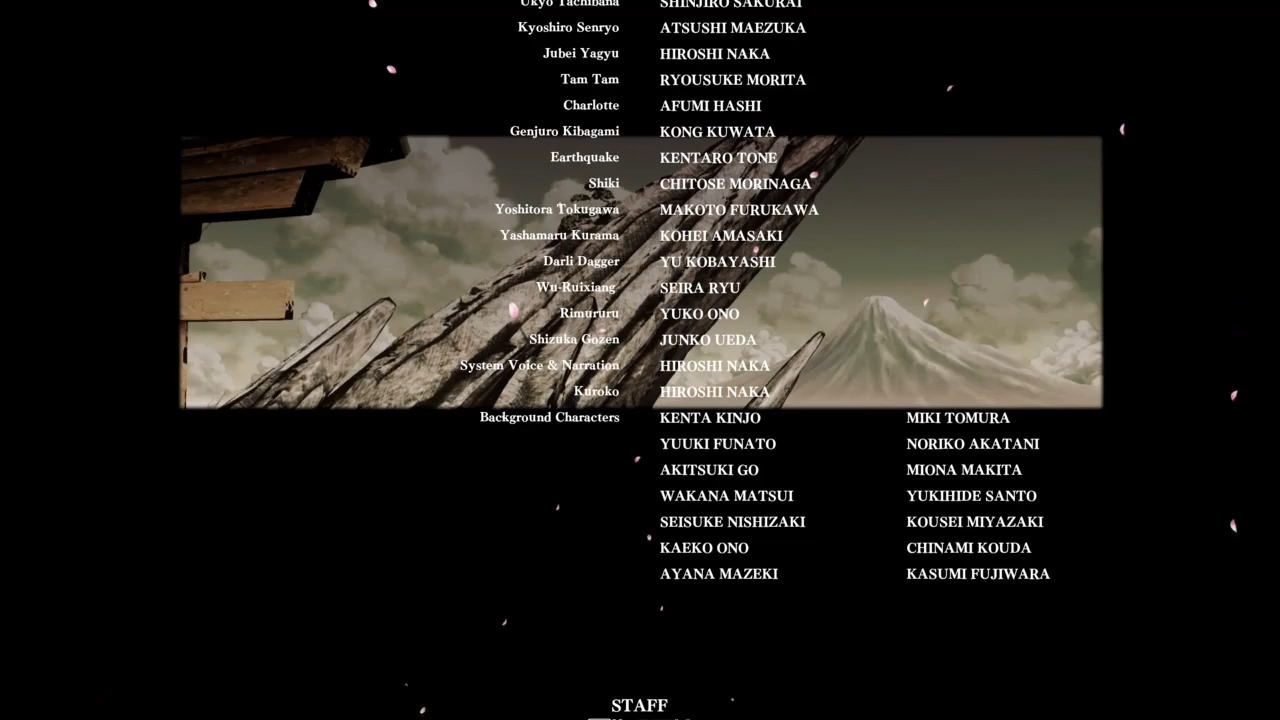 Ukyo Tachibana SHINJIRO SAKURAI
Kyoshiro Senryo ATSUSHI MAEZUKA
Jubei Yagyu HIROSHI NAKA
Tam Tam RYOUSUKE MORITA
Charlotte AFUMI HASHI
Genjuro Kibagami KONG KUWATA
Earthquake KENTARO TONE
Shiki CHITOSE MORINAGA
Yoshitora Tokugawa MAKOTO FURUKAWA
Yashamaru Kurama KOHEI AMASAKI
Darli Dagger YU KOBAYASHI
Wu-Ruixiang SEIRA RYU
Rimururu YUKO ONO
Shizuka Gozen JUNKO UEDA
System Voice & Narration HIROSHI NAKA
Kuroko HIROSHI NAKA
Background Characters KENTA KINJO MIKI TOMURA
YUUKI FUNATO NORIKO AKATANI
AKITSUKI GO MIONA MAKITA
WAKANA MATSUI YUKIHIDE SANTO
SEISUKE NISHIZAKI KOUSEI MIYAZAKI
KAEKO ONO CHINAMI KOUDA
AYANA MAZEKI KASUMI FUJIWARA
STAFF